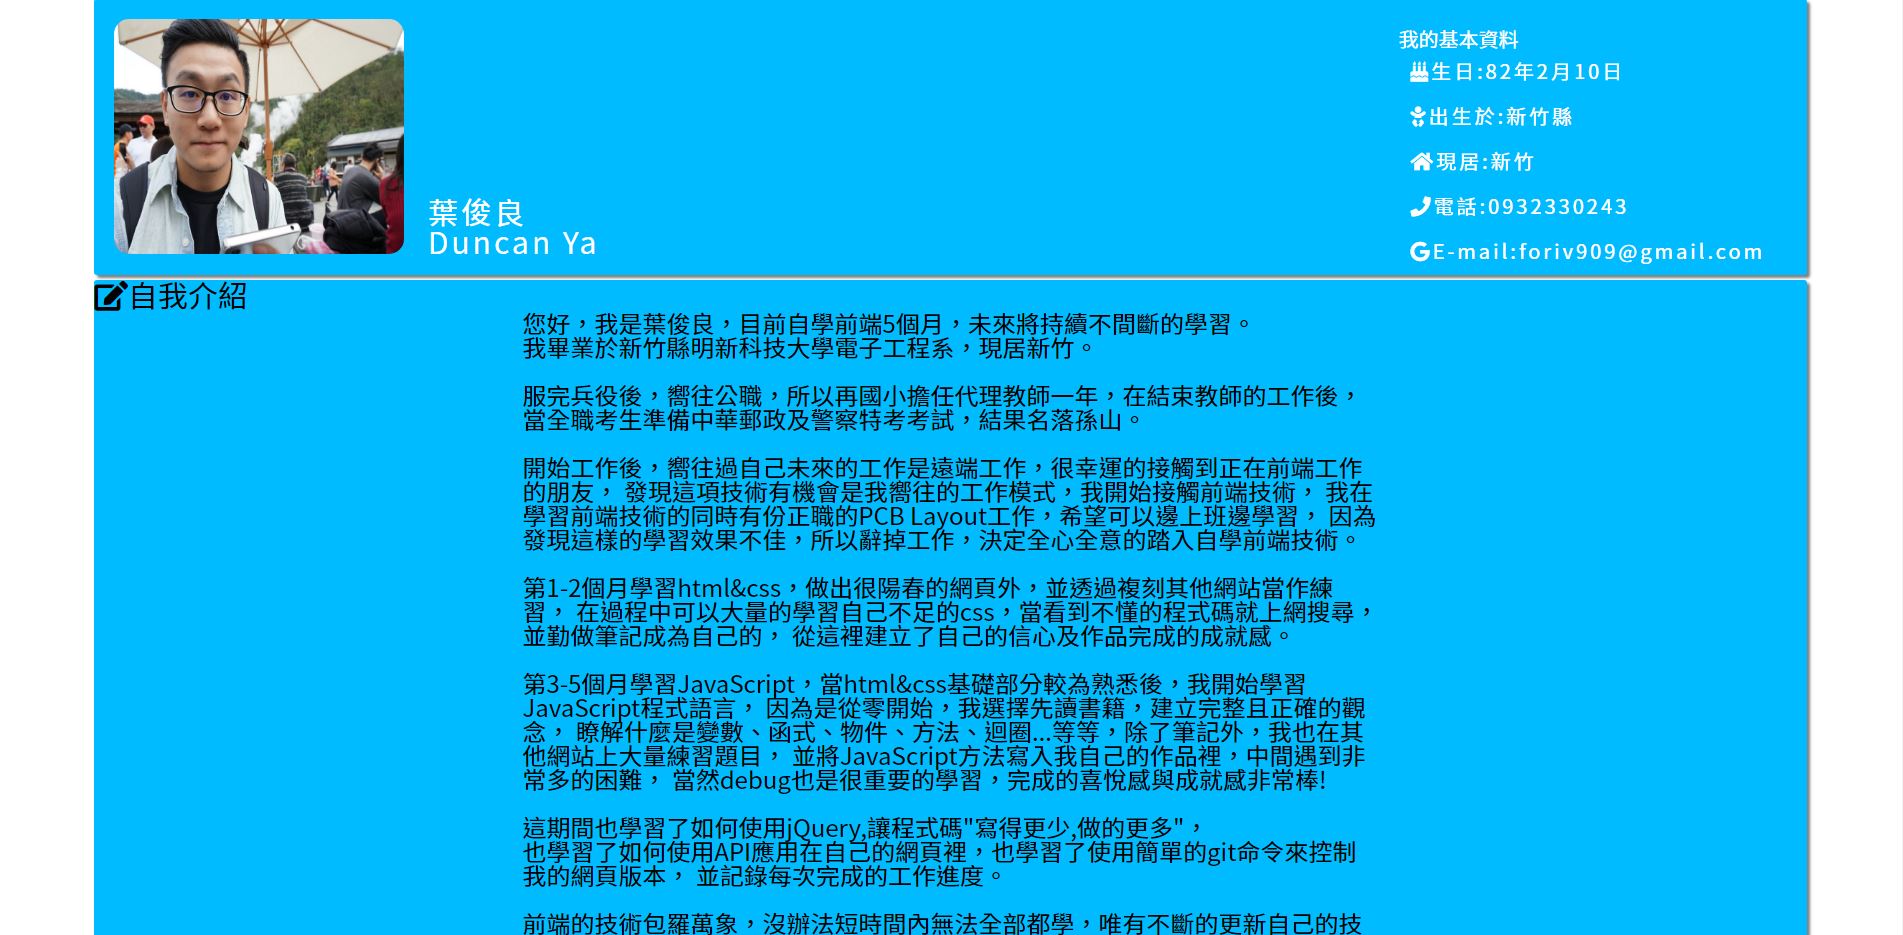 葉俊良
Duncan Ya
我的基本資料
生日:82年2月10日
出生於:新竹縣
現居:新竹
電話:0932330243
E-mail:foriv909@gmail.com
自我介紹
您好，我是葉俊良，目前自學前端5個月，未來將持續不間斷的學習。
我畢業於新竹縣明新科技大學電子工程系，現居新竹。
服完兵役後，嚮往公職，所以再國小擔任代理教師一年，在結束教師的工作後，
當全職考生準備中華郵政及警察特考考試，結果名落孫山。
開始工作後，嚮往過自己未來的工作是遠端工作，很幸運的接觸到正在前端工作
的朋友， 發現這項技術有機會是我嚮往的工作模式，我開始接觸前端技術， 我在
學習前端技術的同時有份正職的PCB Layout工作，希望可以邊上班邊學習， 因為
發現這樣的學習效果不佳，所以辭掉工作，決定全心全意的踏入自學前端技術。
第1-2個月學習html&css，做出很陽春的網頁外，並透過複刻其他網站當作練
習， 在過程中可以大量的學習自己不足的css，當看到不懂的程式碼就上網搜尋，
並勤做筆記成為自己的， 從這裡建立了自己的信心及作品完成的成就感。
第3-5個月學習JavaScript，當html&css基礎部分較為熟悉後，我開始學習
JavaScript程式語言， 因為是從零開始，我選擇先讀書籍，建立完整且正確的觀
念， 瞭解什麼是變數、函式、物件、方法、迴圈...等等，除了筆記外，我也在其
他網站上大量練習題目， 並將JavaScript方法寫入我自己的作品裡，中間遇到非
常多的困難， 當然debug也是很重要的學習，完成的喜悅感與成就感非常棒!
這期間也學習了如何使用jQuery,讓程式碼"寫得更少,做的更多"，
也學習了如何使用API應用在自己的網頁裡，也學習了使用簡單的git命令來控制
我的網頁版本， 並記錄每次完成的工作進度。
前端的技術包羅萬象，沒辦法短時間內無法全部都學，唯有不斷的更新自己的技